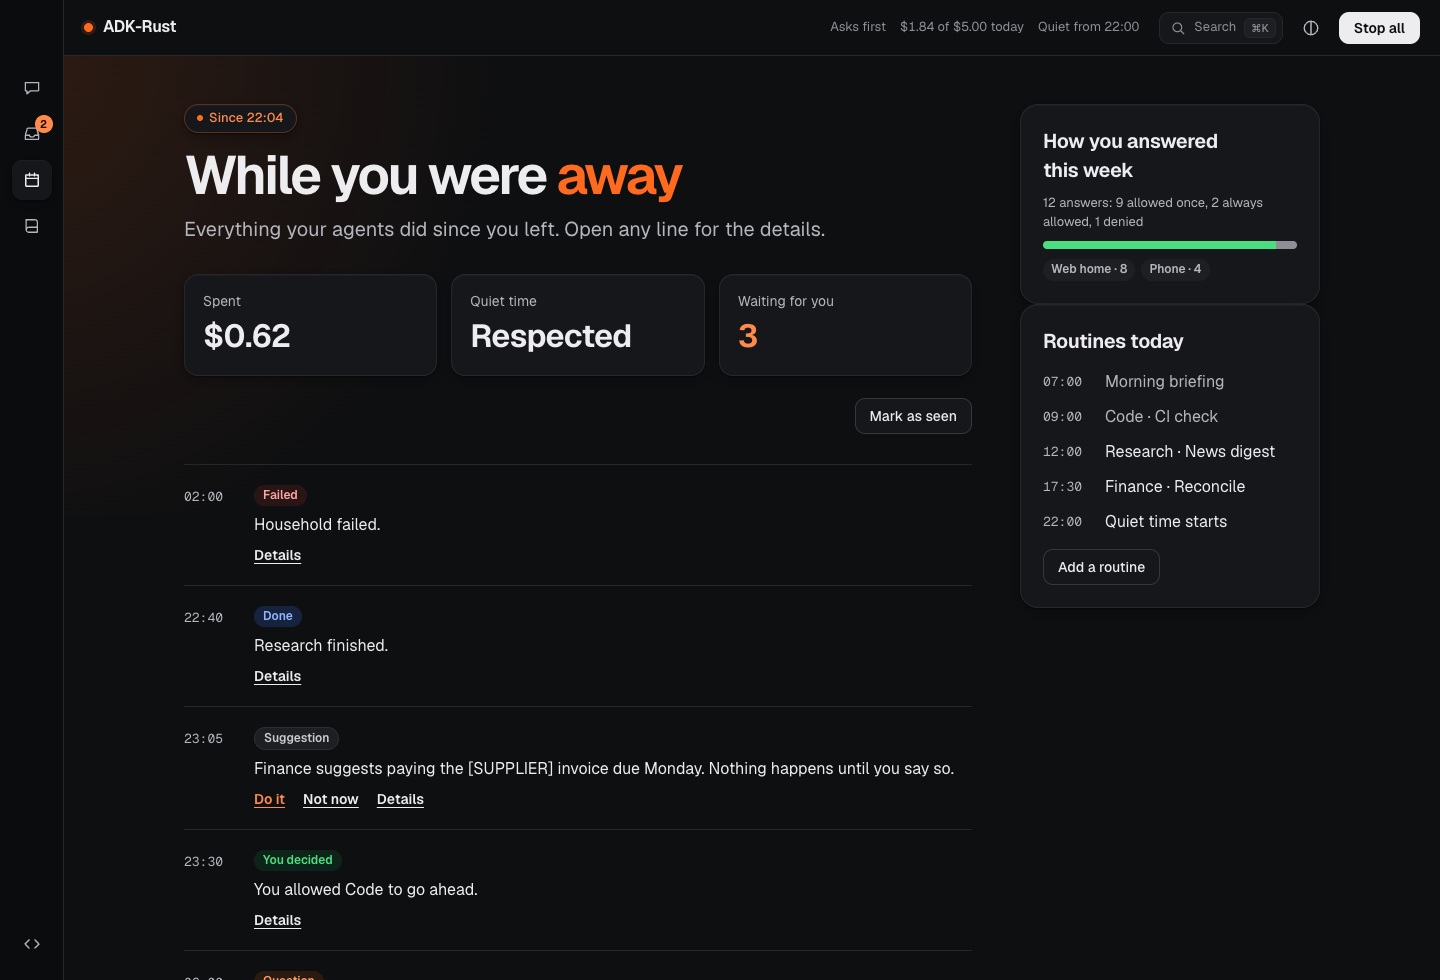 ADK-Rust
Asks first $1.84 of $5.00 today Quiet from 22:00
Search ⌘K
Stop all
2
Since 22:04
While you were away
Everything your agents did since you left. Open any line for the details.
Spent
$0.62
Quiet time
Respected
Waiting for you
3
Mark as seen
02:00 Failed
Household failed.
Details
22:40 Done
Research finished.
Details
23:05 Suggestion
Finance suggests paying the [SUPPLIER] invoice due Monday. Nothing happens until you say so.
Do it Not now Details
23:30 You decided
You allowed Code to go ahead.
Details
Question
How you answered
this week
12 answers: 9 allowed once, 2 always
allowed, 1 denied
Web home · 8 Phone · 4
Routines today
07:00 Morning briefing
09:00 Code · CI check
12:00 Research · News digest
17:30 Finance · Reconcile
22:00 Quiet time starts
Add a routine